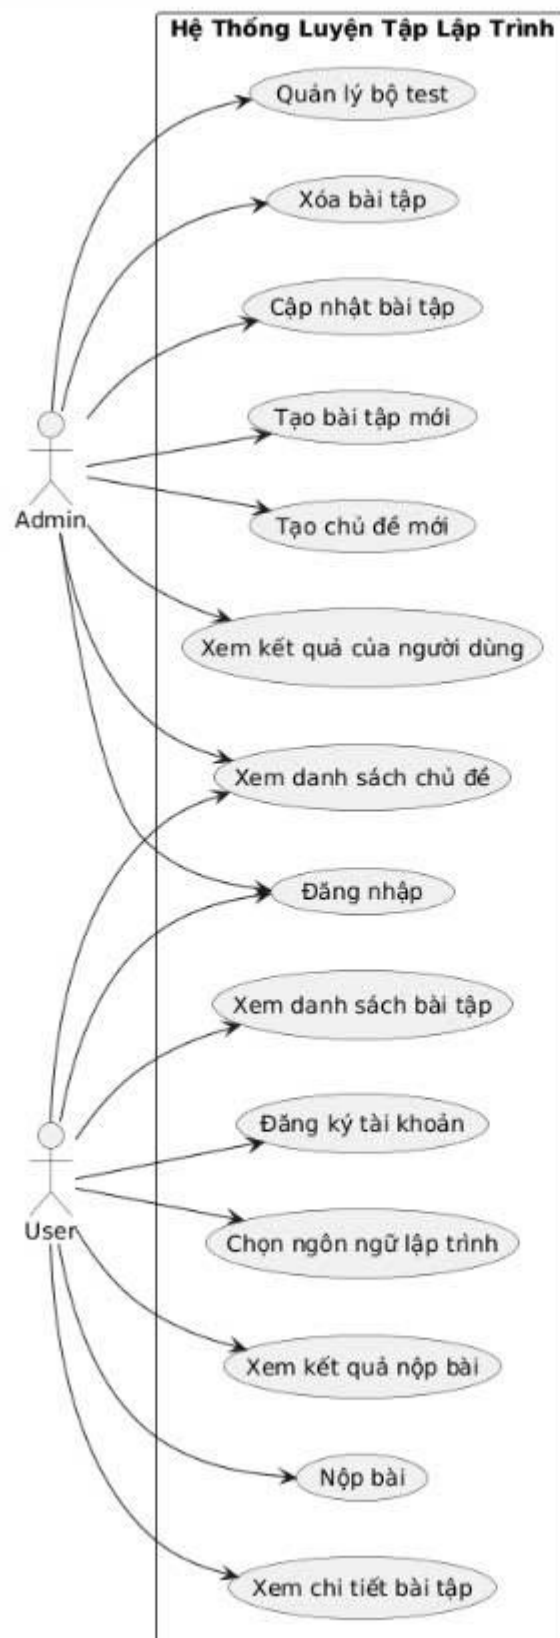 Hệ Thống Luyện Tập Lập Trình
Quản lý bộ test
Xóa bài tập
Cập nhật bài tập
Tạo bài tập mới
Tạo chủ đề mới
Admin
Xem kết quả của người dùng
Xem danh sách chủ đề
Đăng nhập
Xem danh sách bài tập
Đăng ký tài khoản
User
Chọn ngôn ngữ lập trình
Xem kết quả nộp bài
Nộp bài
Xem chi tiết bài tập